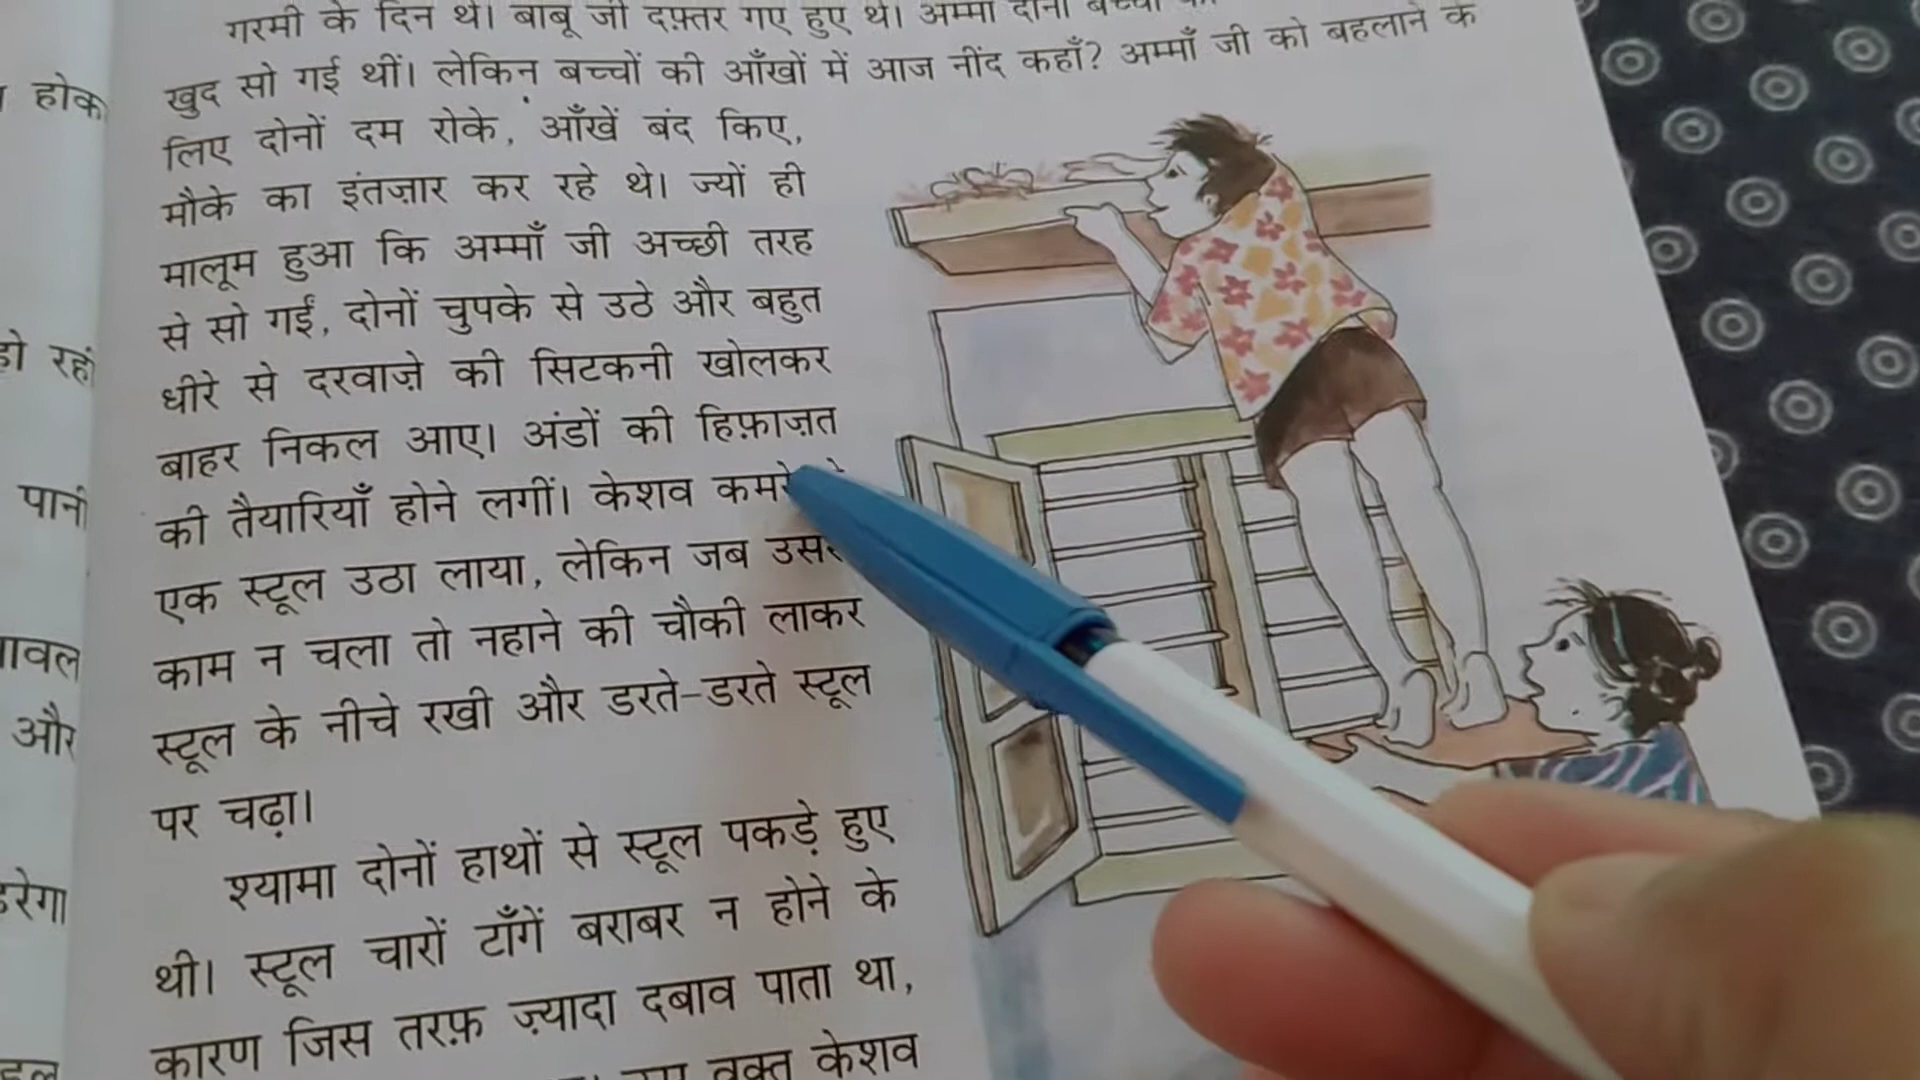 गरमी के दिन थे। बाबू जी दफ़्तर गए हुए थे। अम्माँ दोनों
खुद सो गई थीं। लेकिन बच्चों की आँखों में आज नींद कहाँ? अम्माँ जी को बहलाने के
लिए दोनों दम रोके, आँखें बंद किए,
मौके का इंतज़ार कर रहे थे। ज्यों ही
मालूम हुआ कि अम्माँ जी अच्छी तरह
से सो गईं, दोनों चुपके से उठे और बहुत
धीरे से दरवाज़े की सिटकनी खोलकर
बाहर निकल आए। अंडों की हिफ़ाज़त
की तैयारियाँ होने लगीं। केशव
एक स्टूल उठा लाया, लेकिन जब
काम न चला तो नहाने की चौकी लाकर
स्टूल के नीचे रखी और डरते-डरते स्टूल
पर चढ़ा।
श्यामा दोनों हाथों से स्टूल पकड़े हुए
थी। स्टूल चारों टाँगें बराबर न होने के
कारण जिस तरफ़ ज़्यादा दबाव पाता था,
वक्त केशव
होक
रही
पानी
और